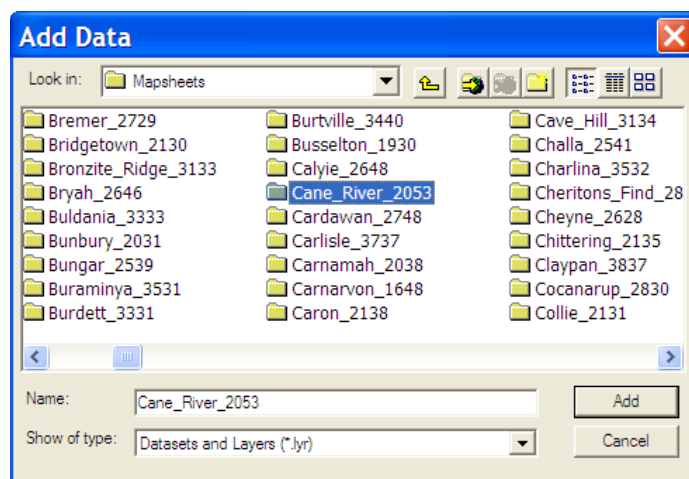 Add Data
Look in: Mapsheets
Bremer_2729 Burtville_3440 Cave_Hill_3134
Bridgetown_2130 Busselton_1930 Challa_2541
Bronzite_Ridge_3133 Calyie_2648 Charlina_3532
Bryah_2646 Cane_River_2053 Cheritons_Find_28
Buldania_3333 Cardawan_2748 Cheyne_2628
Bunbury_2031 Carlisle_3737 Chittering_2135
Bungar_2539 Carnamah_2038 Claypan_3837
Buraminya_3531 Carnarvon_1648 Cocanarup_2830
Burdett_3331 Caron_2138 Collie_2131
Name: Cane_River_2053 Add
Show of type: Datasets and Layers (*.lyr) Cancel